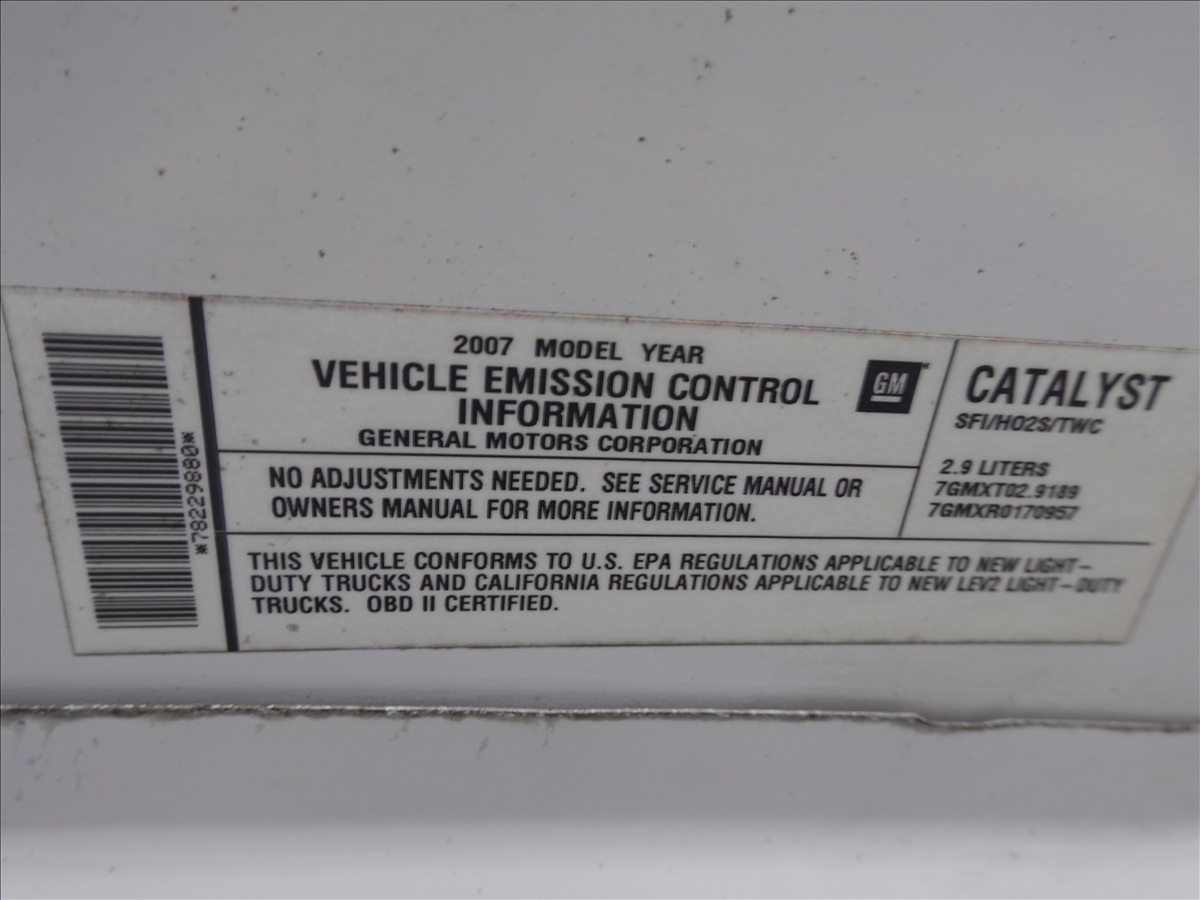 *78229880*
2007 MODEL YEAR
VEHICLE EMISSION CONTROL
INFORMATION
GENERAL MOTORS CORPORATION
GM
NO ADJUSTMENTS NEEDED. SEE SERVICE MANUAL OR
OWNERS MANUAL FOR MORE INFORMATION.
CATALYST
SFI/HO2S/TWC
2.9 LITERS
7GMXT02.9189
7GMXR0170957
THIS VEHICLE CONFORMS TO U.S. EPA REGULATIONS APPLICABLE TO NEW LIGHT-
DUTY TRUCKS AND CALIFORNIA REGULATIONS APPLICABLE TO NEW LEV2 LIGHT-DUTY
TRUCKS. OBD II CERTIFIED.